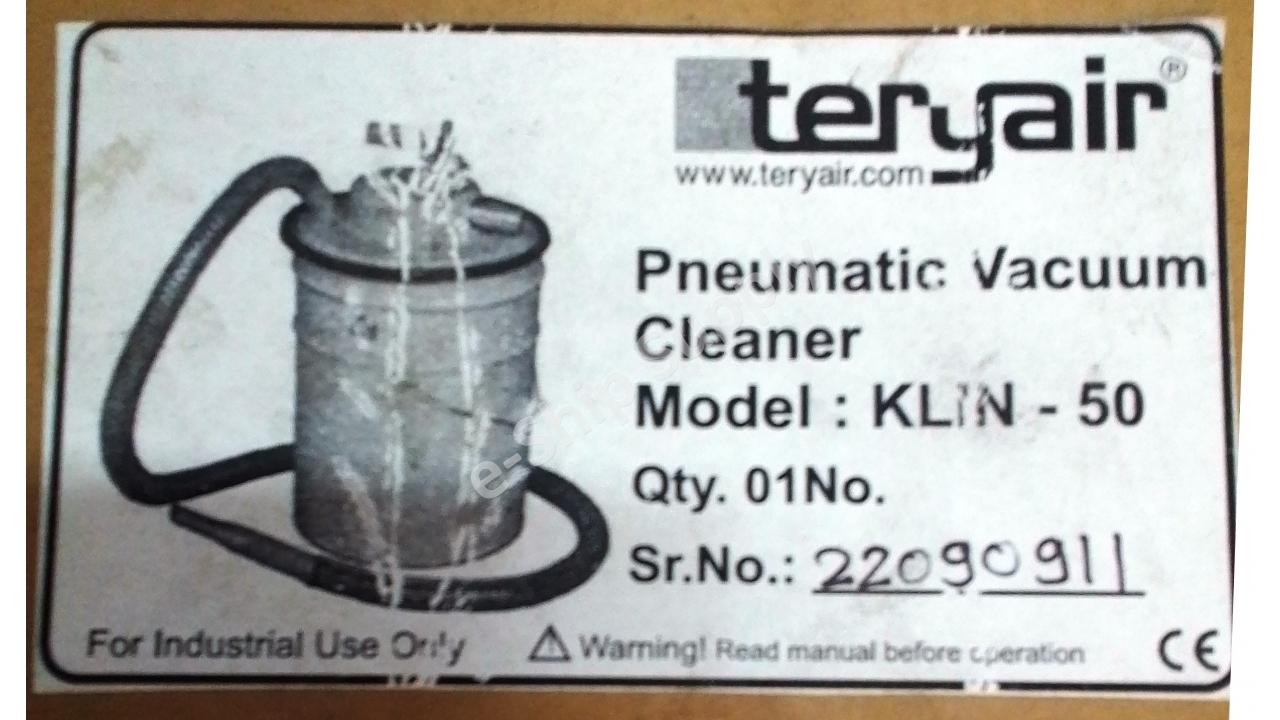 teryair®
www.teryair.com
Pneumatic Vacuum
Cleaner
Model : KLIN - 50
Qty. 01No.
Sr.No.: 22090911
For Industrial Use Only
Warning! Read manual before operation
CE